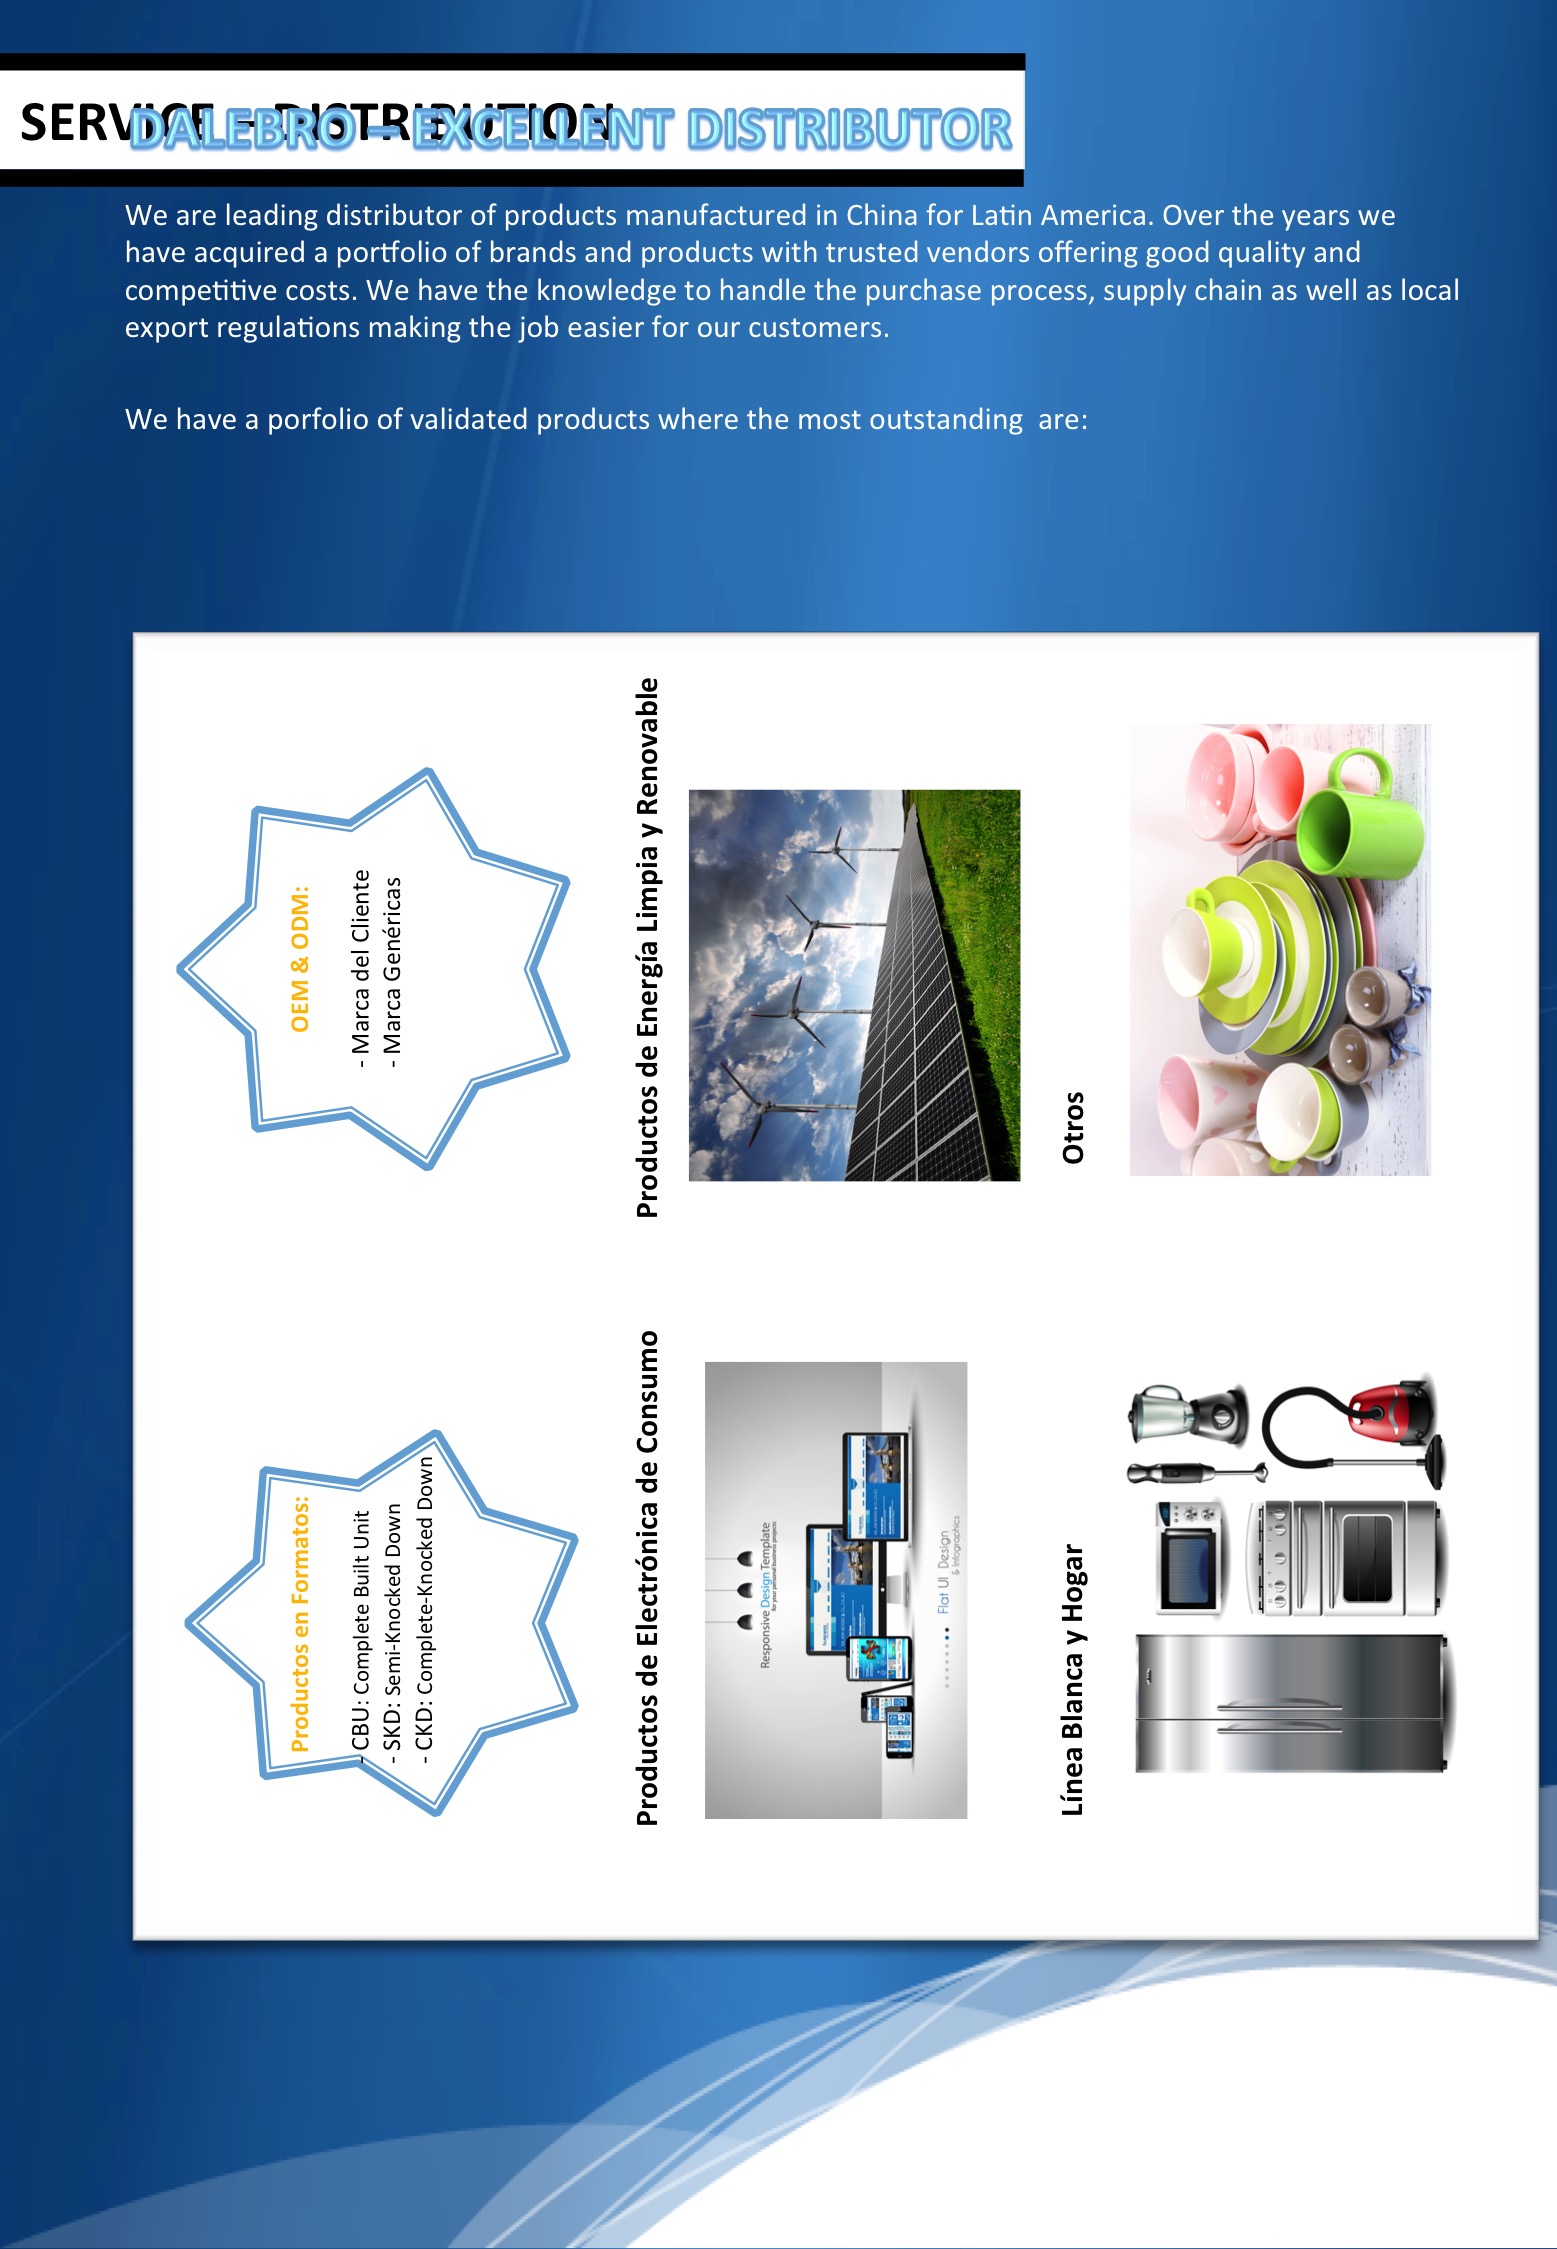 SERVICE – DISTRIBUTION
DALEBRO – EXCELLENT DISTRIBUTOR
We are leading distributor of products manufactured in China for Latin America. Over the years we
have acquired a portfolio of brands and products with trusted vendors offering good quality and
competitive costs. We have the knowledge to handle the purchase process, supply chain as well as local
export regulations making the job easier for our customers.
We have a porfolio of validated products where the most outstanding are:
Productos en Formatos:
- CBU: Complete Built Unit
- SKD: Semi-Knocked Down
- CKD: Complete-Knocked Down
OEM & ODM:
- Marca del Cliente
- Marca Genéricas
Productos de Electrónica de Consumo
Responsive Design Template
for your personal business projects
Flat UI Design
& Infographics
Productos de Energía Limpia y Renovable
Línea Blanca y Hogar
Otros